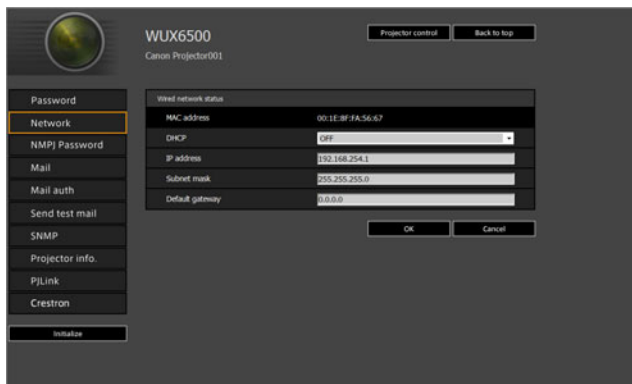 WUX6500
Projector control
Back to top
Canon Projector001
Password
Network
NMPJ Password
Mail
Mail auth
Send test mail
SNMP
Projector info.
PJLink
Crestron
Initialize
Wired network status
MAC address 00:1E:8F:FA:56:67
DHCP OFF
IP address 192.168.254.1
Subnet mask 255.255.255.0
Default gateway 0.0.0.0
OK
Cancel